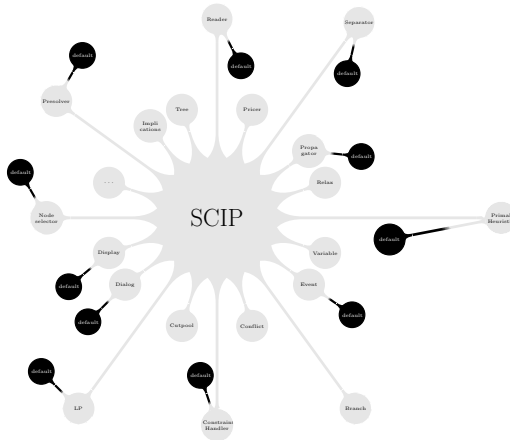 Reader
Separator
default
default
default
Presolver
Tree
Pricer
Impli
cations
Propa
gator
default
default
· · ·
Relax
Node
selector
SCIP
Primal
Heuristic
default
Display
Variable
default
Dialog
Event
default
default
Cutpool
Conflict
default
default
LP
Constraint
Handler
Branch